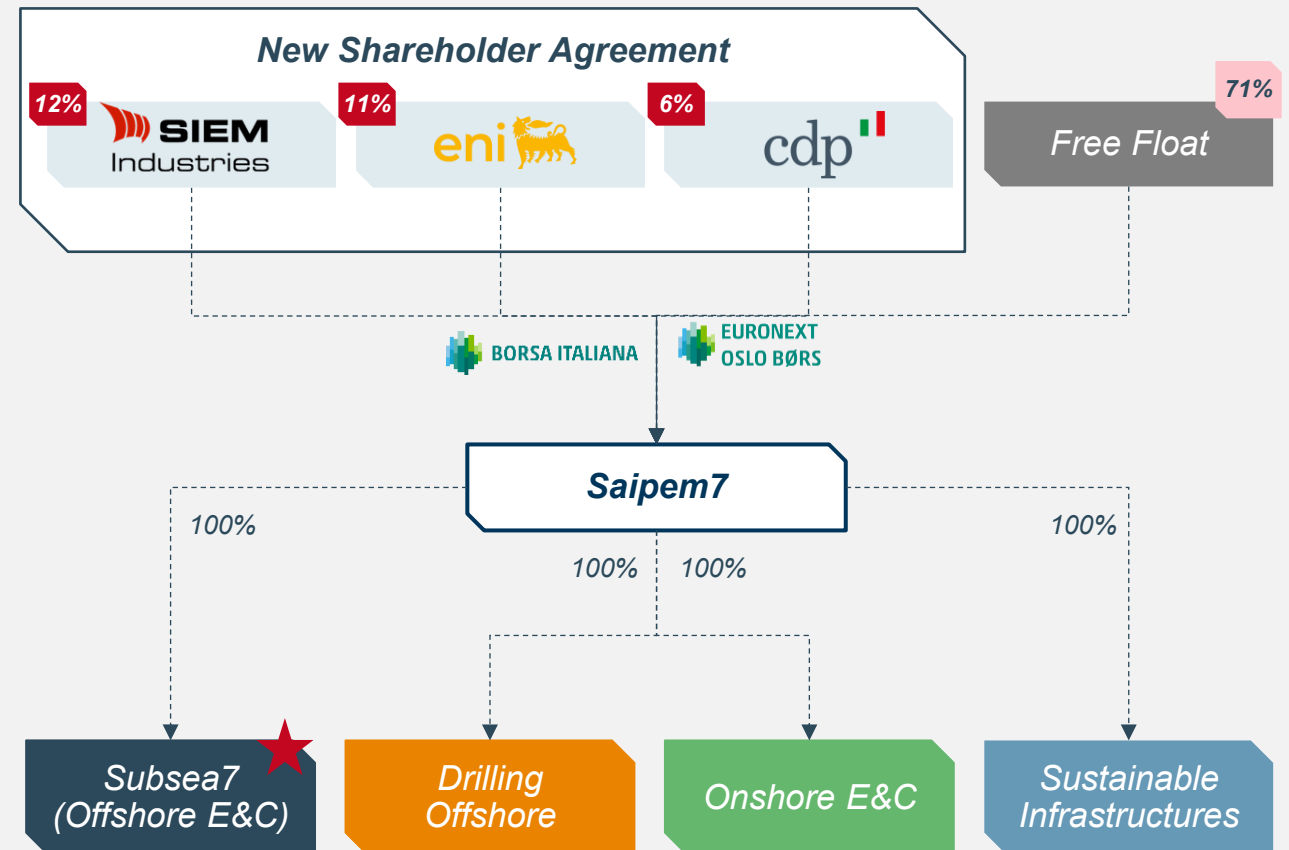 New Shareholder Agreement
12%
SIEM
Industries
11%
eni
6%
cdp
71%
Free Float
BORSA ITALIANA
EURONEXT
OSLO BØRS
Saipem7
100%
100%
100%
100%
Subsea7
(Offshore E&C)
Drilling
Offshore
Onshore E&C
Sustainable
Infrastructures